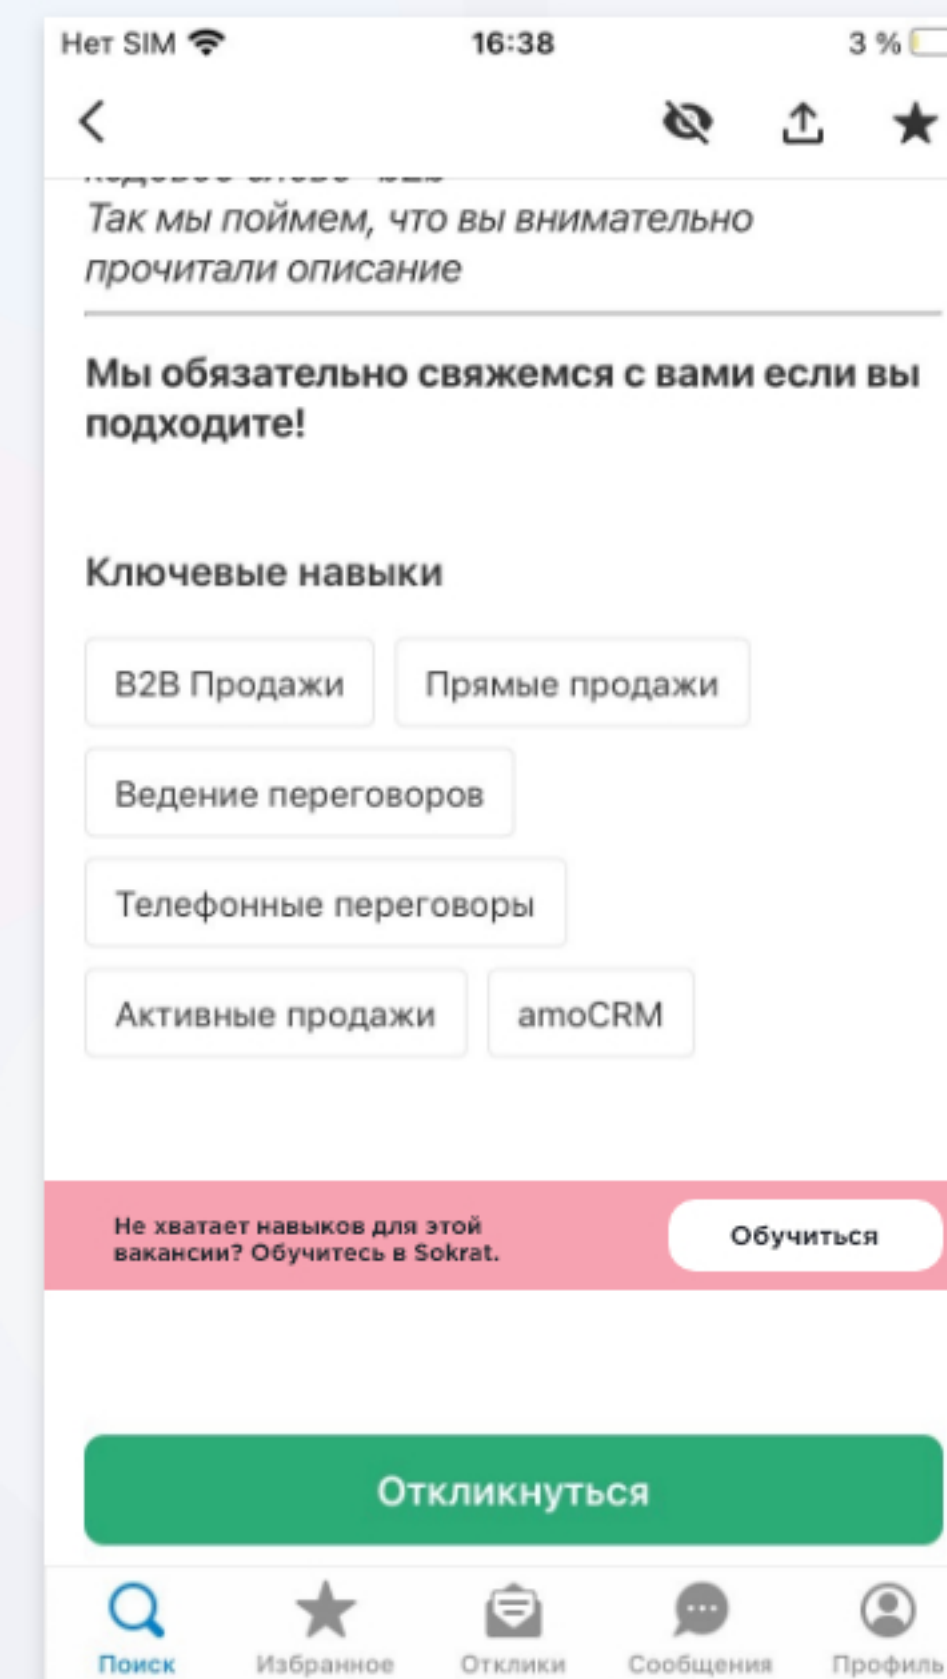 Нет SIM 16:38 3 %
Так мы поймем, что вы внимательно
прочитали описание
Мы обязательно свяжемся с вами если вы
подходите!
Ключевые навыки
B2B Продажи Прямые продажи
Ведение переговоров
Телефонные переговоры
Активные продажи amoCRM
Не хватает навыков для этой
вакансии? Обучитесь в Sokrat.
Обучиться
Откликнуться
Поиск Избранное Отклики Сообщения Профиль